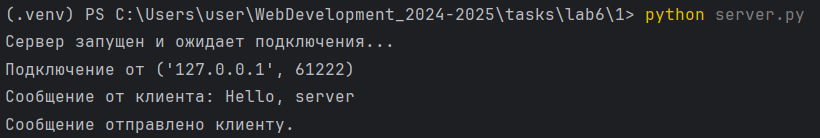 (.venv) PS C:\Users\user\WebDevelopment_2024-2025\tasks\lab6\1> python server.py
Сервер запущен и ожидает подключения...
Подключение от ('127.0.0.1', 61222)
Сообщение от клиента: Hello, server
Сообщение отправлено клиенту.